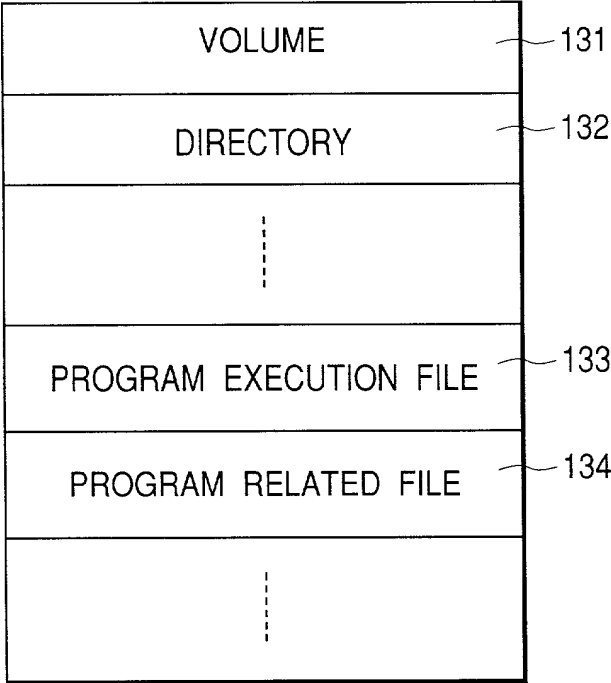 VOLUME 131
DIRECTORY 132
PROGRAM EXECUTION FILE 133
PROGRAM RELATED FILE 134